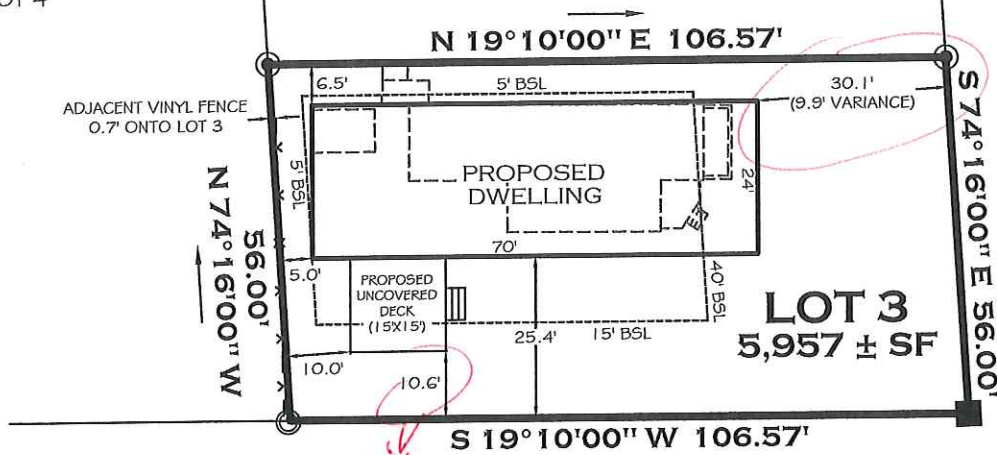 N 19°10'00" E 106.57'
6.5'
5' BSL
30.1'
(9.9' VARIANCE)
ADJACENT VINYL FENCE
0.7' ONTO LOT 3
S 74°16'00" E 56.00'
5' BSL
PROPOSED
DWELLING
24'
N 74°16'00" W
56.00'
70'
5.0'
PROPOSED
UNCOVERED
DECK
(15X15')
40' BSL
25.4'
15' BSL
LOT 3
5,957 ± SF
10.0'
10.6'
S 19°10'00" W 106.57'